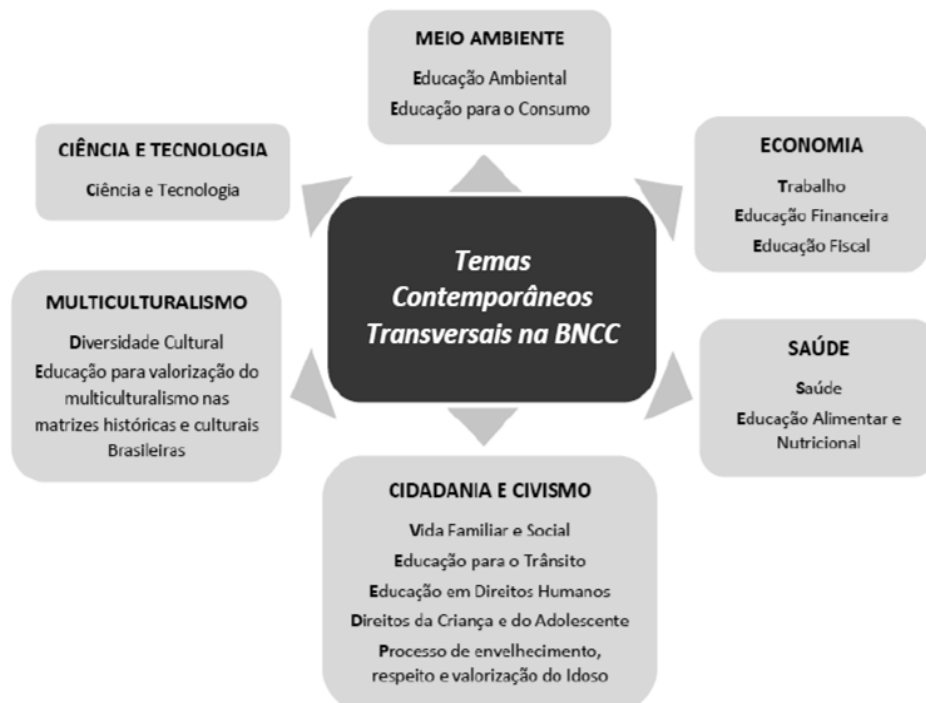 MEIO AMBIENTE
Educação Ambiental
Educação para o Consumo
CIÊNCIA E TECNOLOGIA
Ciência e Tecnologia
ECONOMIA
Trabalho
Educação Financeira
Educação Fiscal
Temas
Contemporâneos
Transversais na BNCC
MULTICULTURALISMO
Diversidade Cultural
Educação para valorização do
multiculturalismo nas
matrizes históricas e culturais
Brasileiras
SAÚDE
Saúde
Educação Alimentar e
Nutricional
CIDADANIA E CIVISMO
Vida Familiar e Social
Educação para o Trânsito
Educação em Direitos Humanos
Direitos da Criança e do Adolescente
Processo de envelhecimento,
respeito e valorização do Idoso